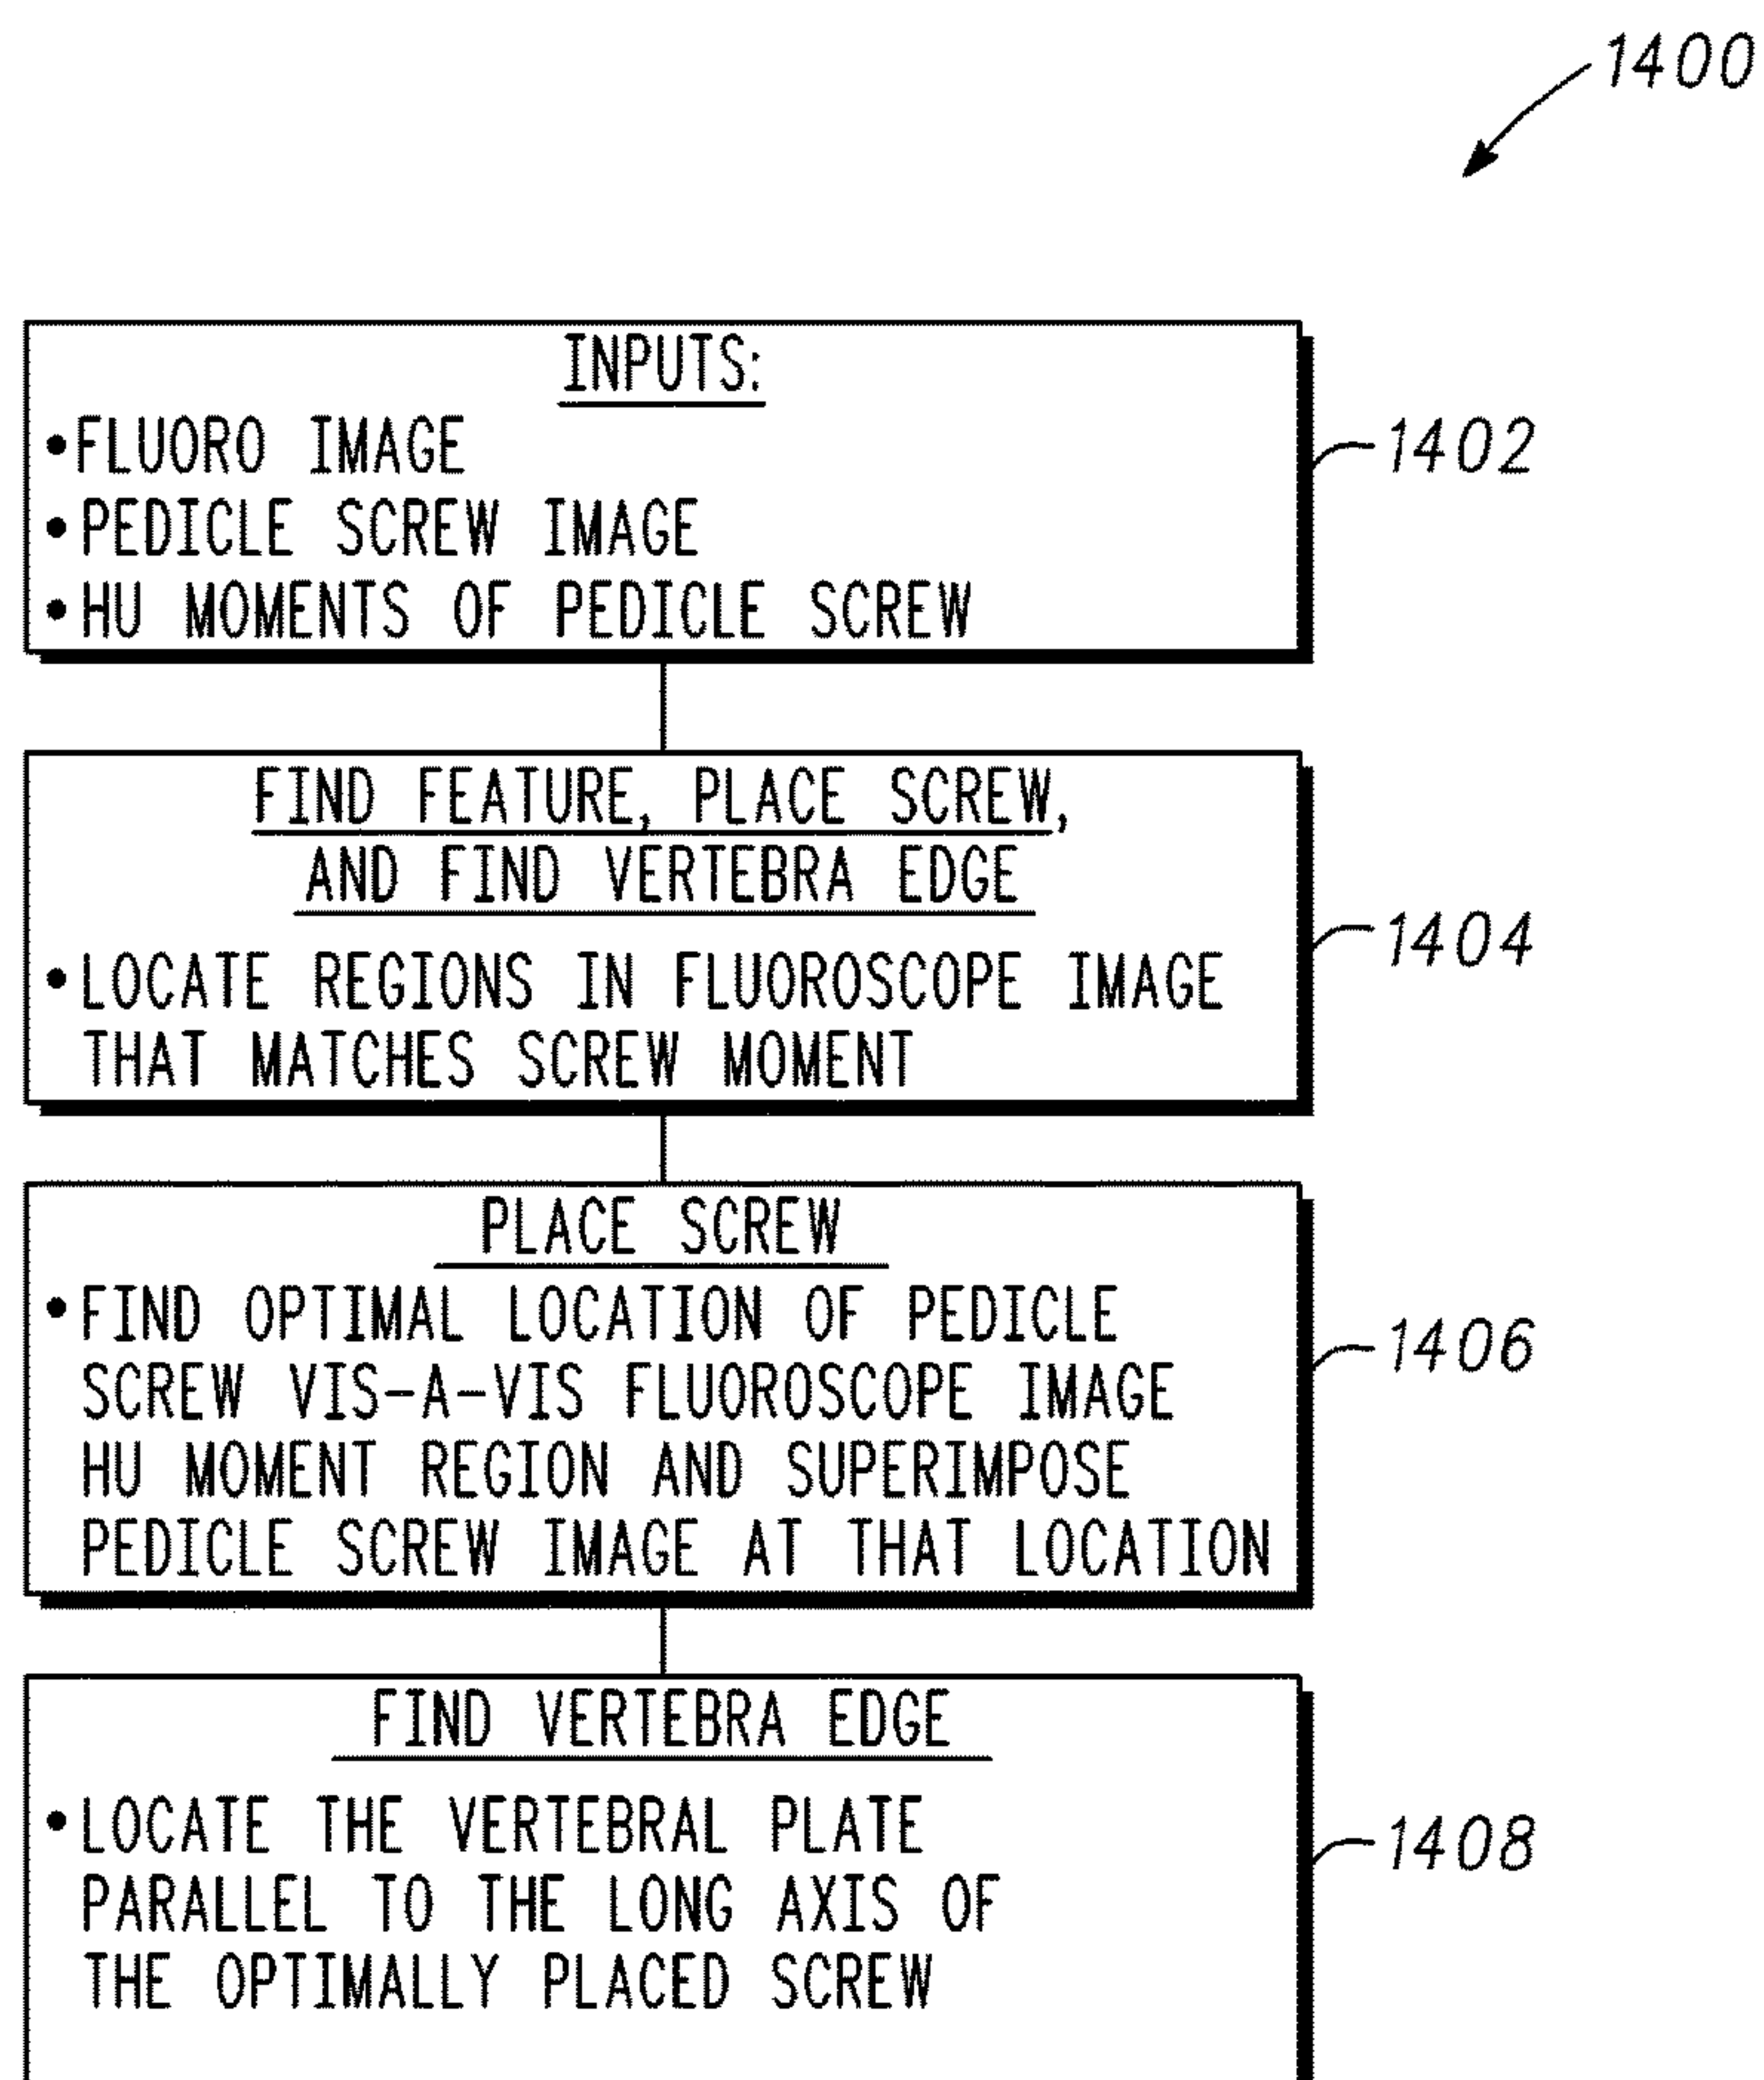 1400
INPUTS:
•FLUORO IMAGE
•PEDICLE SCREW IMAGE
•HU MOMENTS OF PEDICLE SCREW
1402
FIND FEATURE, PLACE SCREW,
AND FIND VERTEBRA EDGE
•LOCATE REGIONS IN FLUOROSCOPE IMAGE
THAT MATCHES SCREW MOMENT
1404
PLACE SCREW
•FIND OPTIMAL LOCATION OF PEDICLE
SCREW VIS-A-VIS FLUOROSCOPE IMAGE
HU MOMENT REGION AND SUPERIMPOSE
PEDICLE SCREW IMAGE AT THAT LOCATION
1406
FIND VERTEBRA EDGE
•LOCATE THE VERTEBRAL PLATE
PARALLEL TO THE LONG AXIS OF
THE OPTIMALLY PLACED SCREW
1408